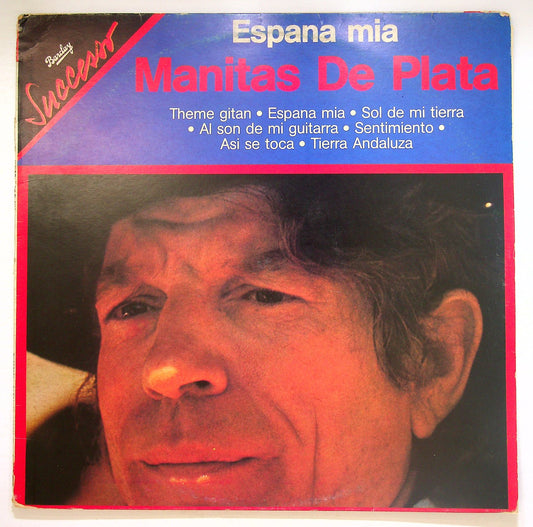 Barclay
Successo
Espana mia
Manitas De Plata
Theme gitan • Espana mia • Sol de mi tierra
• Al son de mi guitarra • Sentimiento •
Asi se toca • Tierra Andaluza